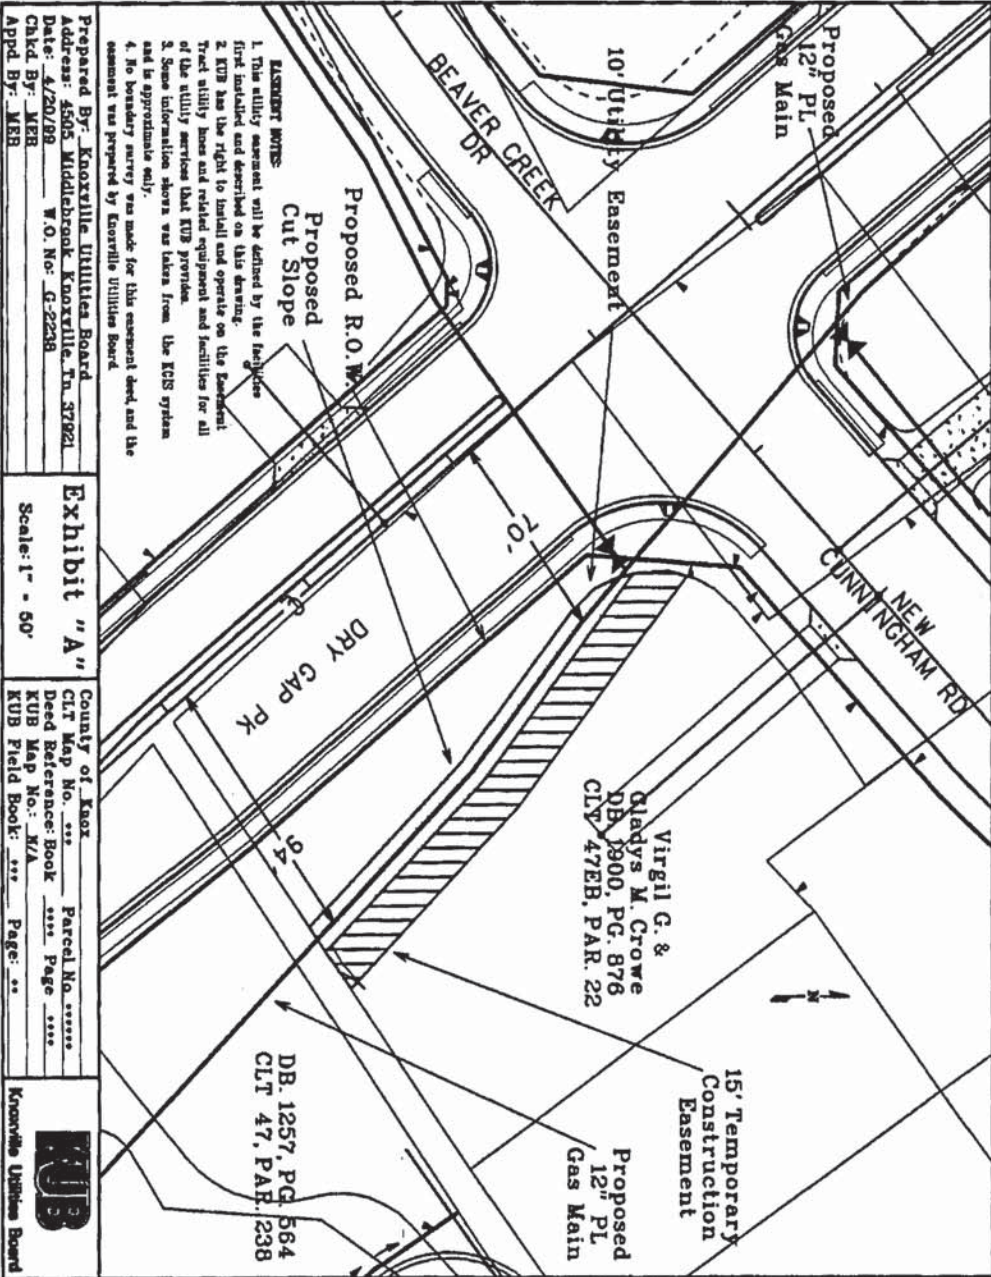 Proposed
12" PL
Gas Main
10' Utility Easement
BEAVER CREEK
DR
NEW
CUNNINGHAM RD
Proposed R.O.W.
Proposed
Cut Slope
70'
DRY GAP PK
94'
Virgil G. &
Gladys M. Crowe
DB. 1900, PG. 876
CLT 47EB, PAR. 22
N
15' Temporary
Construction
Easement
Proposed
12" PL
Gas Main
DB. 1257, PG. 564
CLT 47, PAR. 238
EASEMENT NOTES:
1. This utility easement will be defined by the facilities
first installed and described on this drawing.
2. KUB has the right to install and operate on the Easement
Tract utility lines and related equipment and facilities for all
of the utility services that KUB provides.
3. Some information shown was taken from the KGIS system
and is approximate only.
4. No boundary survey was made for this easement deed, and the
easement was prepared by Knoxville Utilities Board.
Prepared By: Knoxville Utilities Board
Address: 4505 Middlebrook Knoxville, Tn. 37921
Date: 4/20/99 W.O. No: G-2238
Chkd By: MEB
Appd By: MEB
Exhibit "A"
Scale: 1" = 50'
County of Knox
CLT Map No. *** Parcel No ******
Deed Reference: Book **** Page ****
KUB Map No.: N/A
KUB Field Book: *** Page: **
KUB
Knoxville Utilities Board